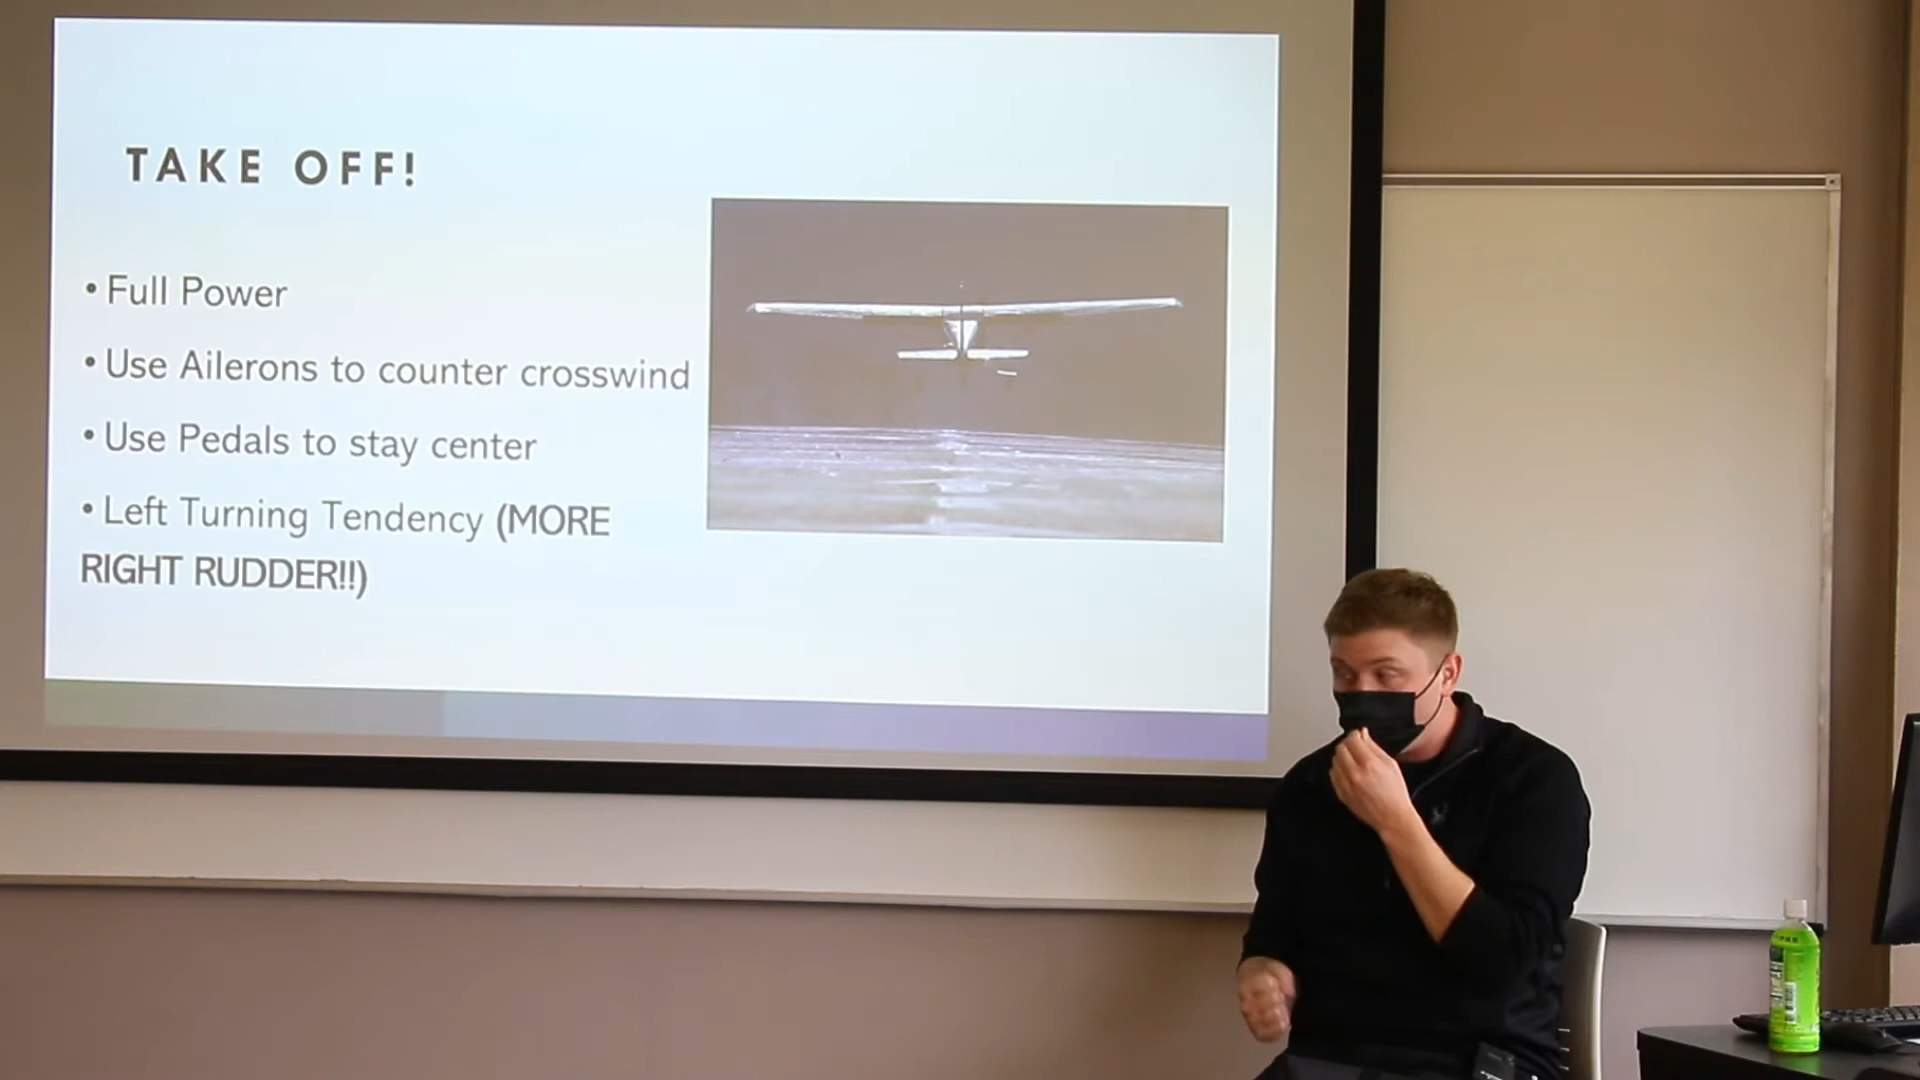 TAKE OFF!
• Full Power
• Use Ailerons to counter crosswind
• Use Pedals to stay center
• Left Turning Tendency (MORE
RIGHT RUDDER!!)